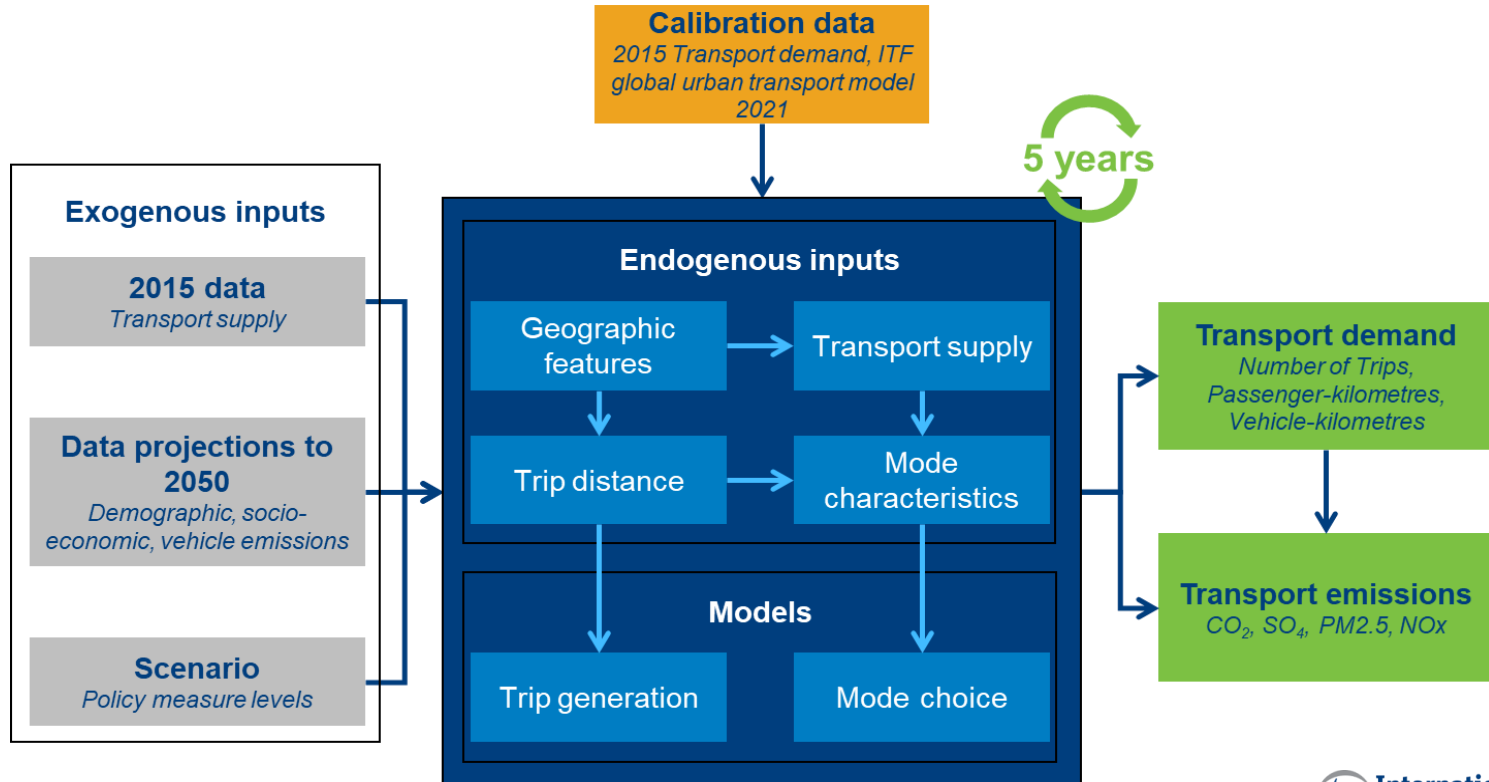 Calibration data
2015 Transport demand, ITF
global urban transport model
2021
5 years
Exogenous inputs
2015 data
Transport supply
Data projections to
2050
Demographic, socio-
economic, vehicle emissions
Scenario
Policy measure levels
Endogenous inputs
Geographic
features
Transport supply
Trip distance
Mode
characteristics
Models
Trip generation
Mode choice
Transport demand
Number of Trips,
Passenger-kilometres,
Vehicle-kilometres
Transport emissions
CO₂, SO₄, PM2.5, NOx